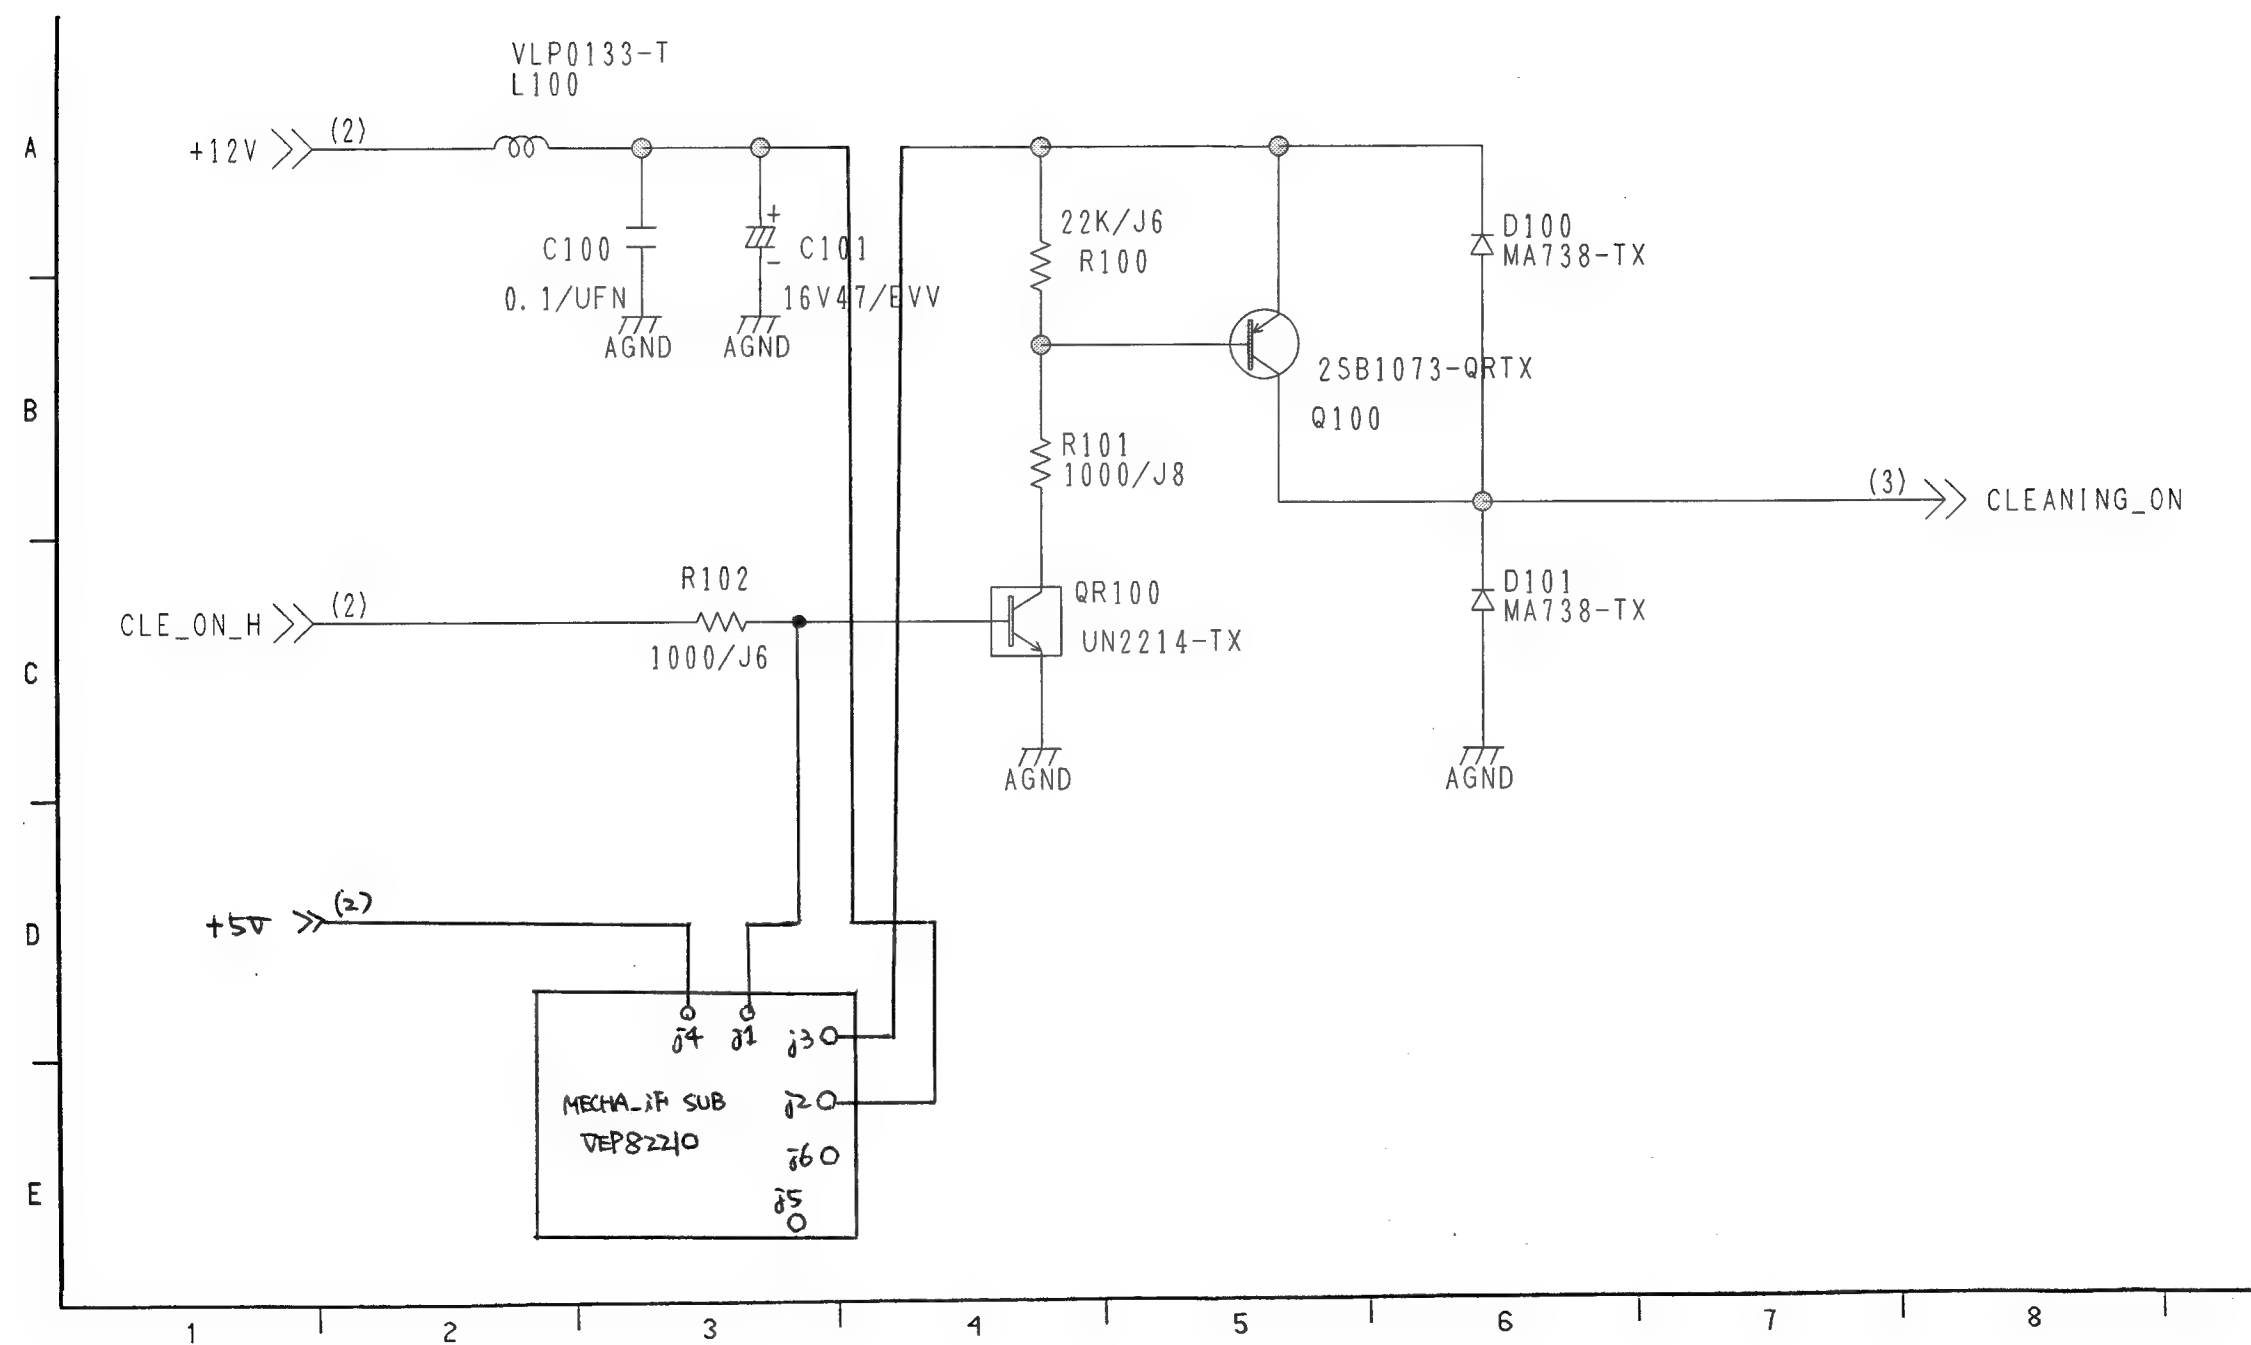 VLP0133-T
L100
A
+12V
(2)
C100
0.1/UFN
AGND
+
-
C101
16V47/EVV
AGND
22K/J6
R100
D100
MA738-TX
B
2SB1073-QRTX
Q100
R101
1000/J8
(3)
CLEANING_ON
C
CLE_ON_H
(2)
R102
1000/J6
QR100
UN2214-TX
AGND
D101
MA738-TX
AGND
D
+5V
(2)
j4
j1
j3
MECHA_iF SUB
VEP82210
j2
j6
j5
E
1
2
3
4
5
6
7
8